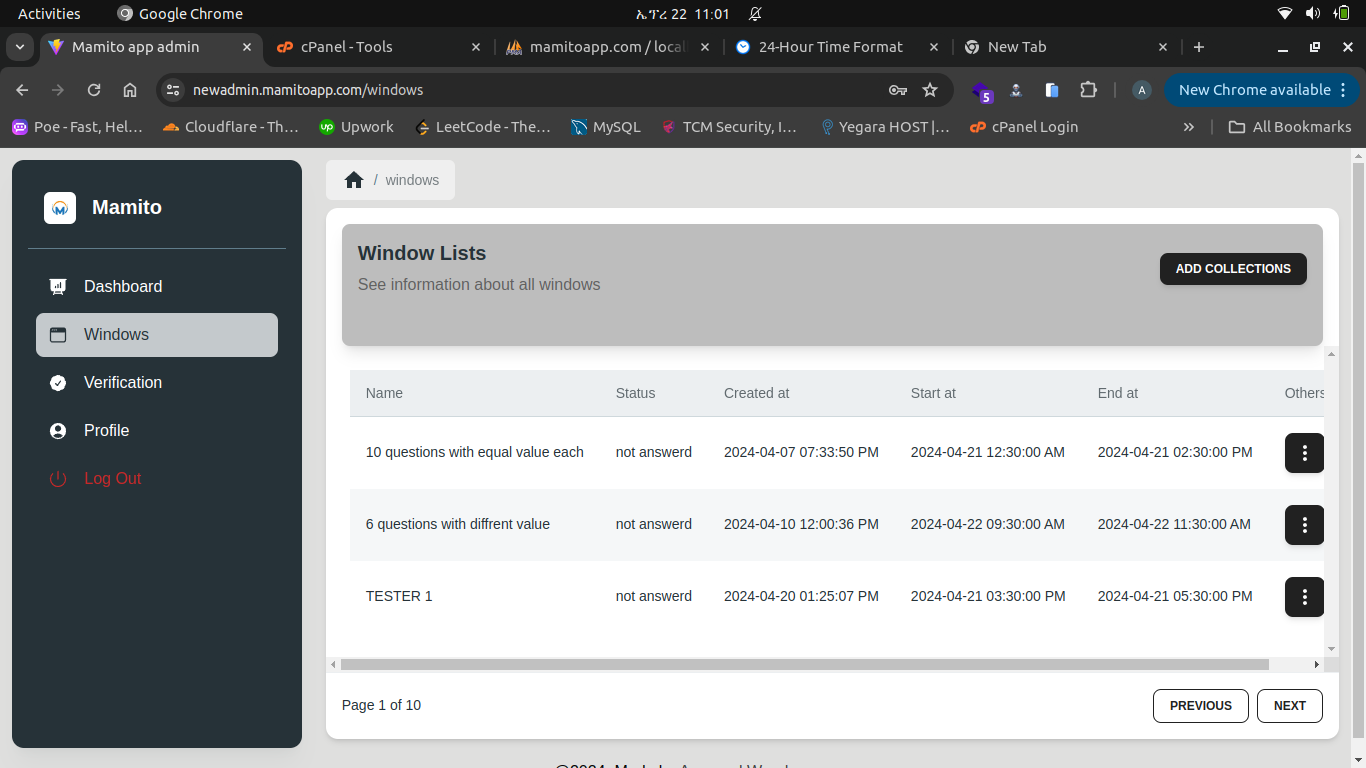 Activities
Google Chrome
ኤፕረ 22 11:01
Mamito app admin
cPanel - Tools
mamitoapp.com / local
24-Hour Time Format
New Tab
newadmin.mamitoapp.com/windows
5
A
New Chrome available
Poe - Fast, Hel...
Cloudflare - Th...
up Upwork
LeetCode - The...
MySQL
TCM Security, I...
Yegara HOST |...
cPanel Login
All Bookmarks
Mamito
Dashboard
Windows
Verification
Profile
Log Out
/ windows
Window Lists
See information about all windows
ADD COLLECTIONS
Name Status Created at Start at End at Others
10 questions with equal value each not answerd 2024-04-07 07:33:50 PM 2024-04-21 12:30:00 AM 2024-04-21 02:30:00 PM
6 questions with diffrent value not answerd 2024-04-10 12:00:36 PM 2024-04-22 09:30:00 AM 2024-04-22 11:30:00 AM
TESTER 1 not answerd 2024-04-20 01:25:07 PM 2024-04-21 03:30:00 PM 2024-04-21 05:30:00 PM
Page 1 of 10
PREVIOUS
NEXT